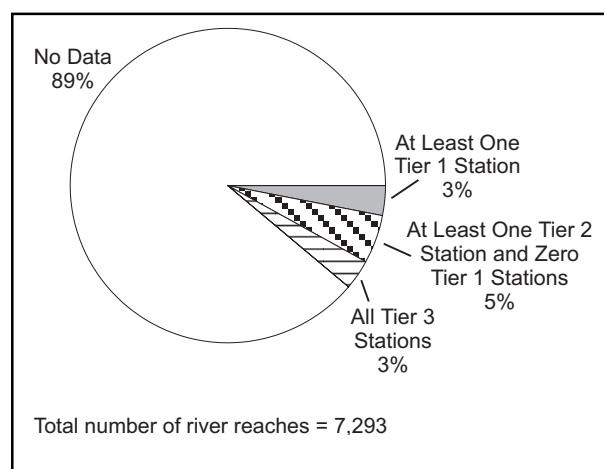 No Data
89%
At Least One
Tier 1 Station
3%
At Least One Tier 2
Station and Zero
Tier 1 Stations
5%
All Tier 3
Stations
3%
Total number of river reaches = 7,293